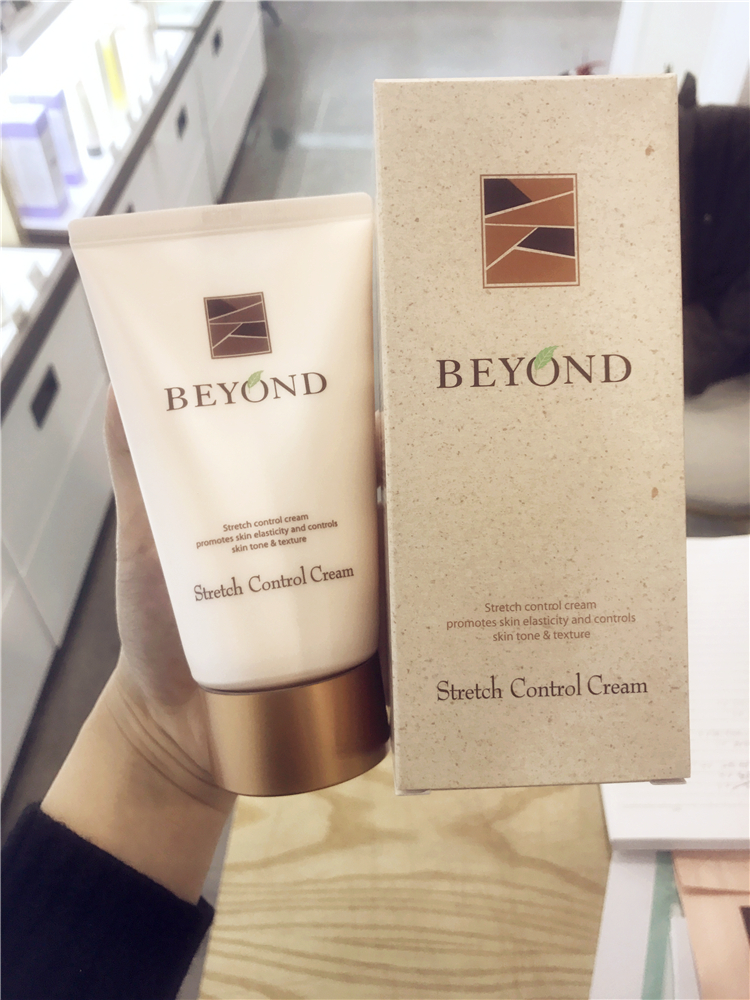 BEYOND
Stretch control cream
promotes skin elasticity and controls
skin tone & texture
Stretch Control Cream
BEYOND
Stretch control cream
promotes skin elasticity and controls
skin tone & texture
Stretch Control Cream